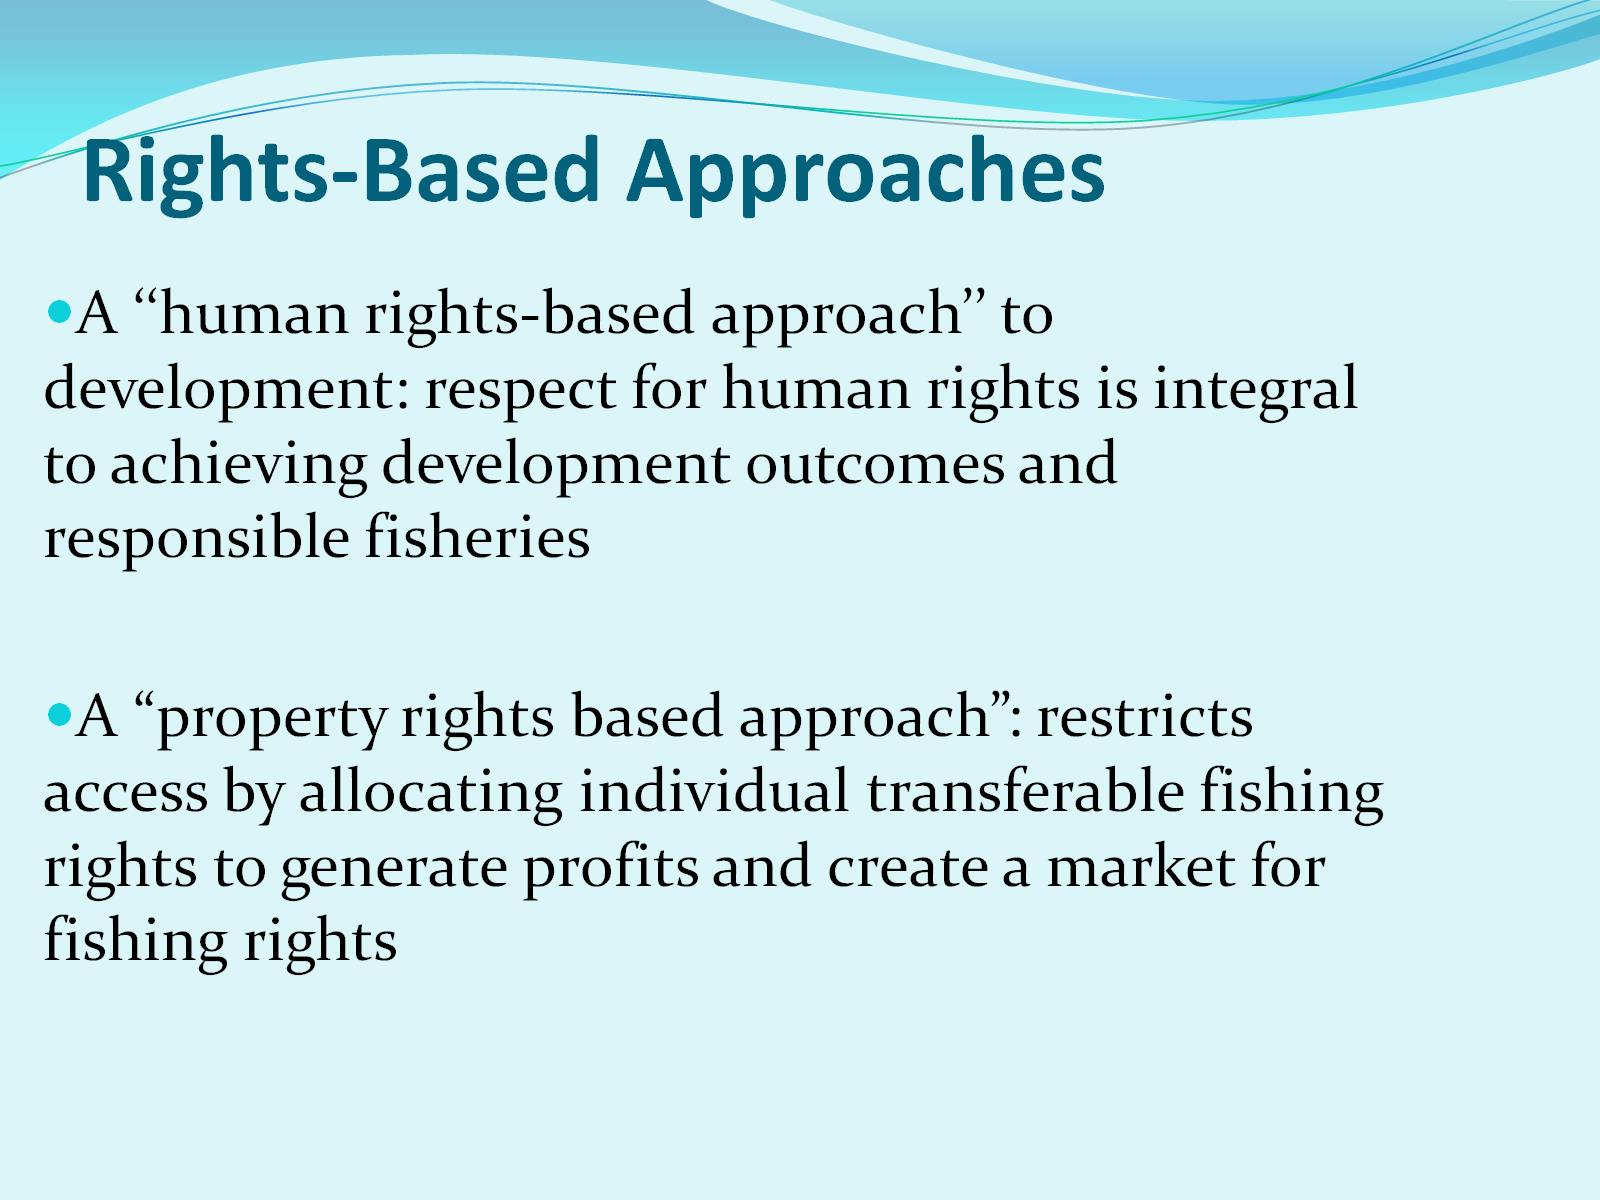 Rights-Based Approaches
•A ‘‘human rights-based approach’’ to
development: respect for human rights is integral
to achieving development outcomes and
responsible fisheries
•A “property rights based approach”: restricts
access by allocating individual transferable fishing
rights to generate profits and create a market for
fishing rights